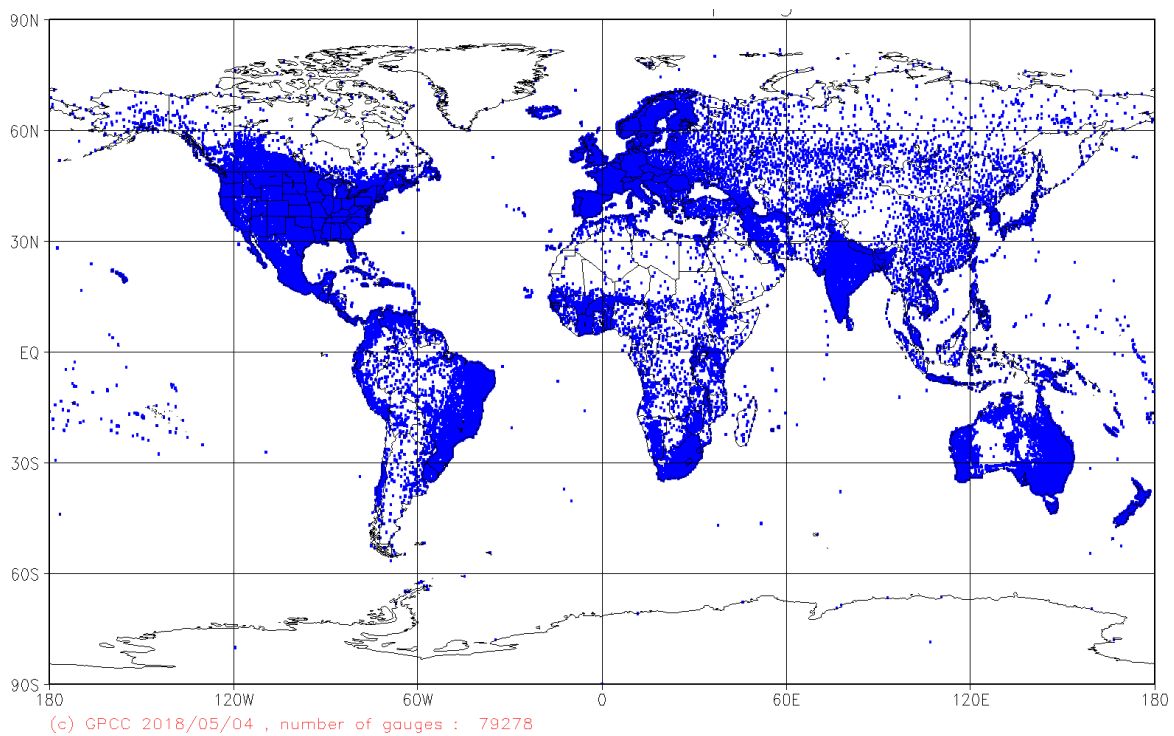 90N
60N
30N
EQ
30S
60S
90S
180 120W 60W 0 60E 120E 180
(c) GPCC 2018/05/04 , number of gauges : 79278